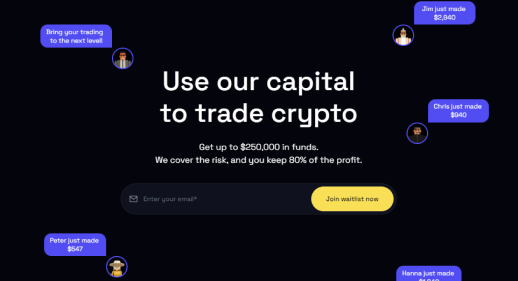 Jim just made
$2,940
Bring your trading
to the next level!
Use our capital
to trade crypto
Chris just made
$940
Get up to $250,000 in funds.
We cover the risk, and you keep 80% of the profit.
Enter your email*
Join waitlist now
Peter just made
$547
Hanna just made